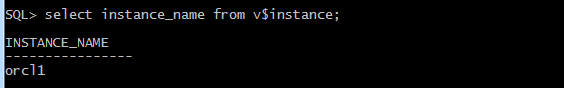 SQL> select instance_name from v$instance;
INSTANCE_NAME
----------------
orcl1